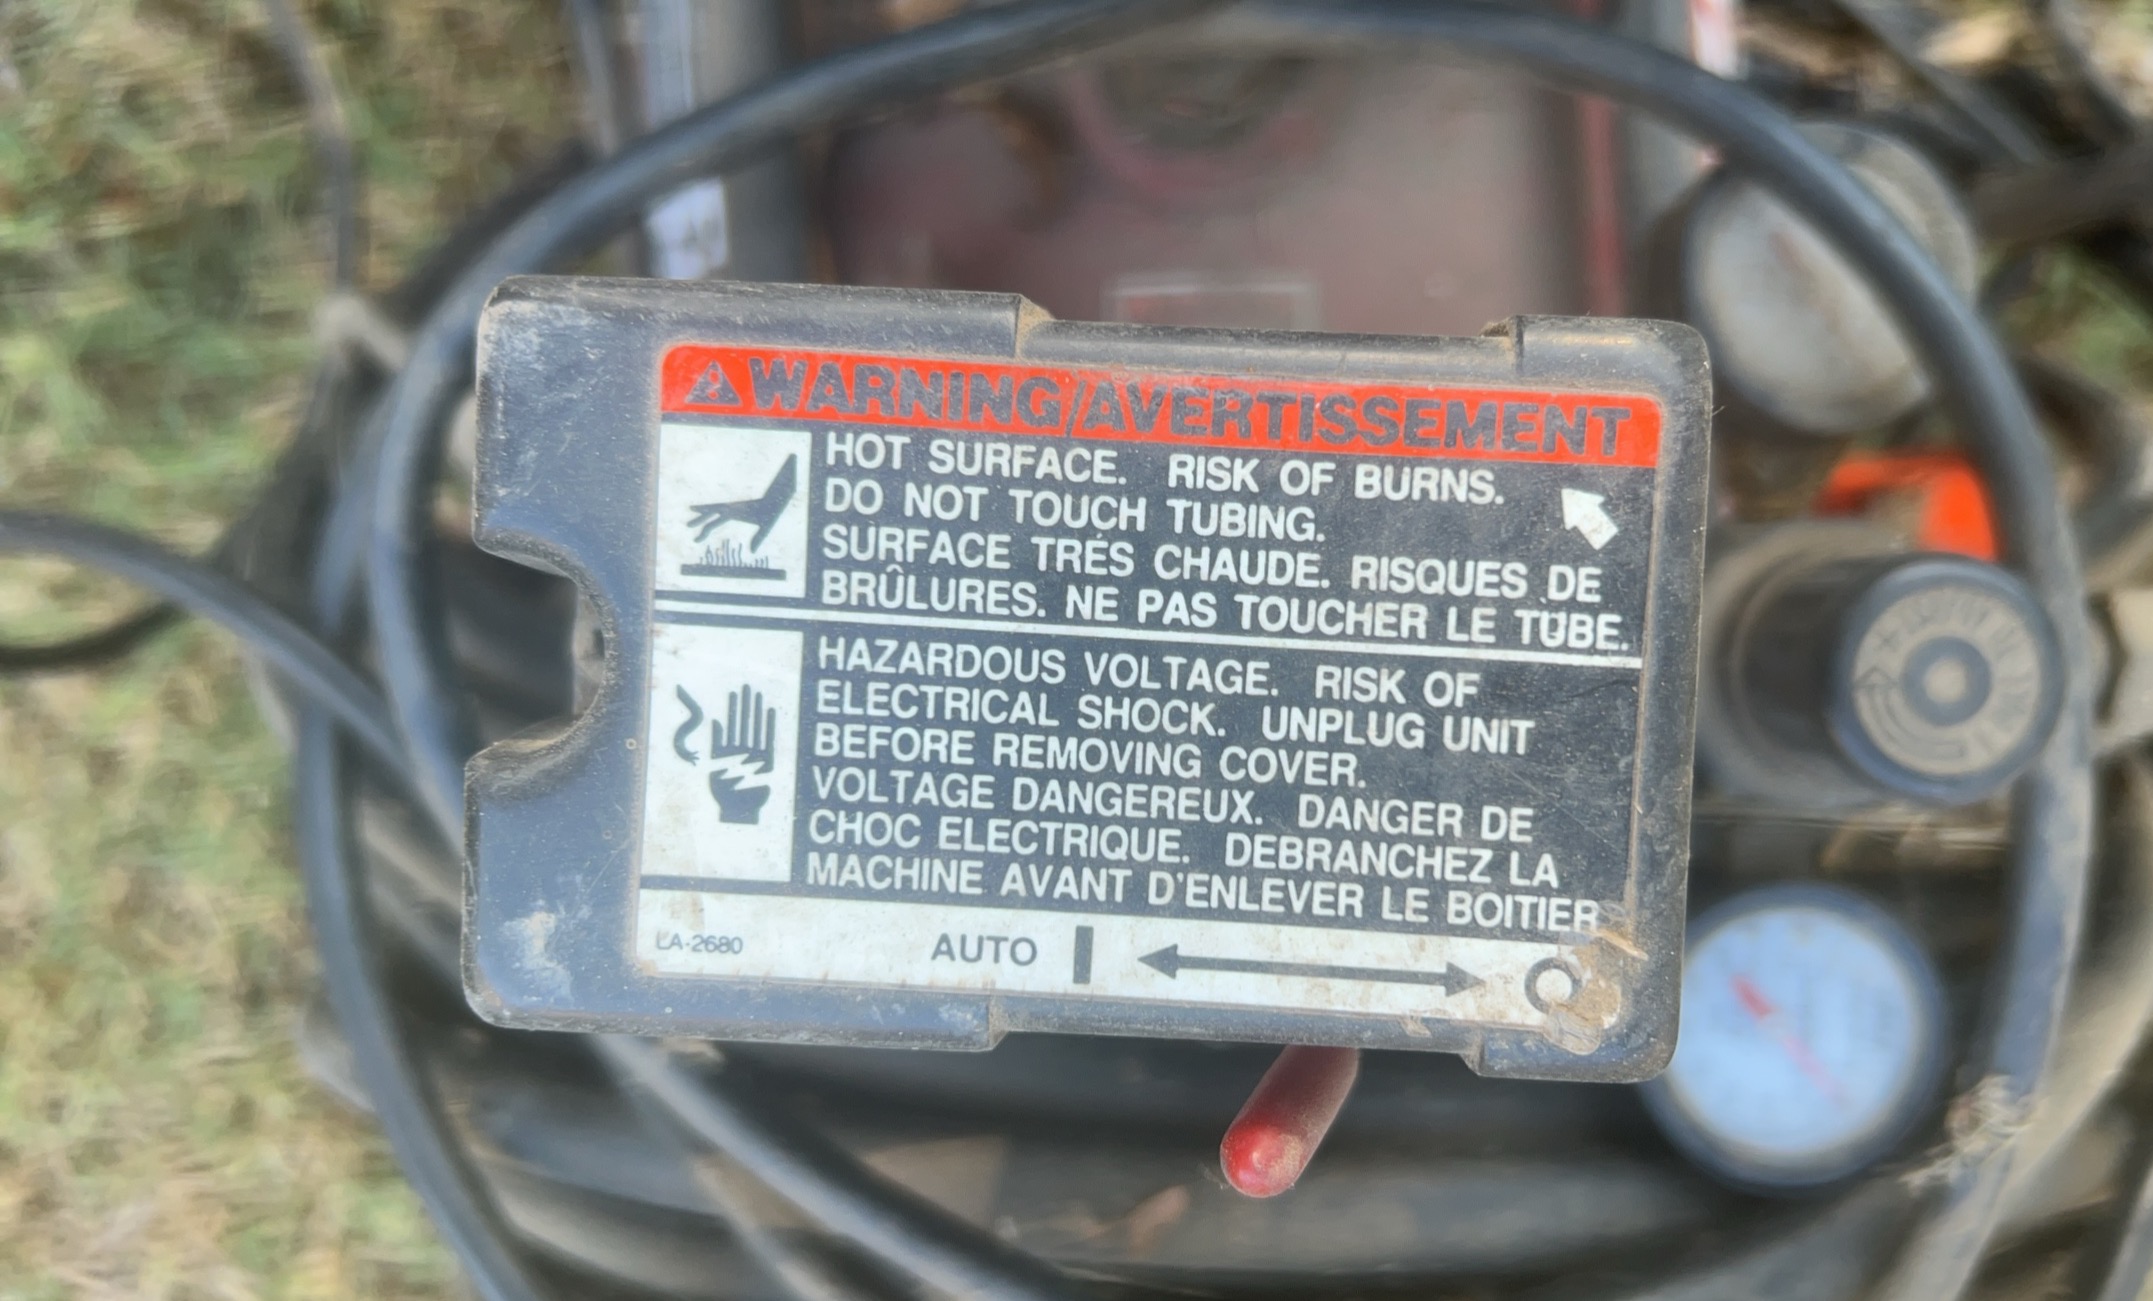 WARNING/AVERTISSEMENT
HOT SURFACE. RISK OF BURNS.
DO NOT TOUCH TUBING.
SURFACE TRÉS CHAUDE. RISQUES DE
BRÛLURES. NE PAS TOUCHER LE TUBE.
HAZARDOUS VOLTAGE. RISK OF
ELECTRICAL SHOCK. UNPLUG UNIT
BEFORE REMOVING COVER.
VOLTAGE DANGEREUX. DANGER DE
CHOC ELECTRIQUE. DEBRANCHEZ LA
MACHINE AVANT D'ENLEVER LE BOITIER
LA-2680 AUTO